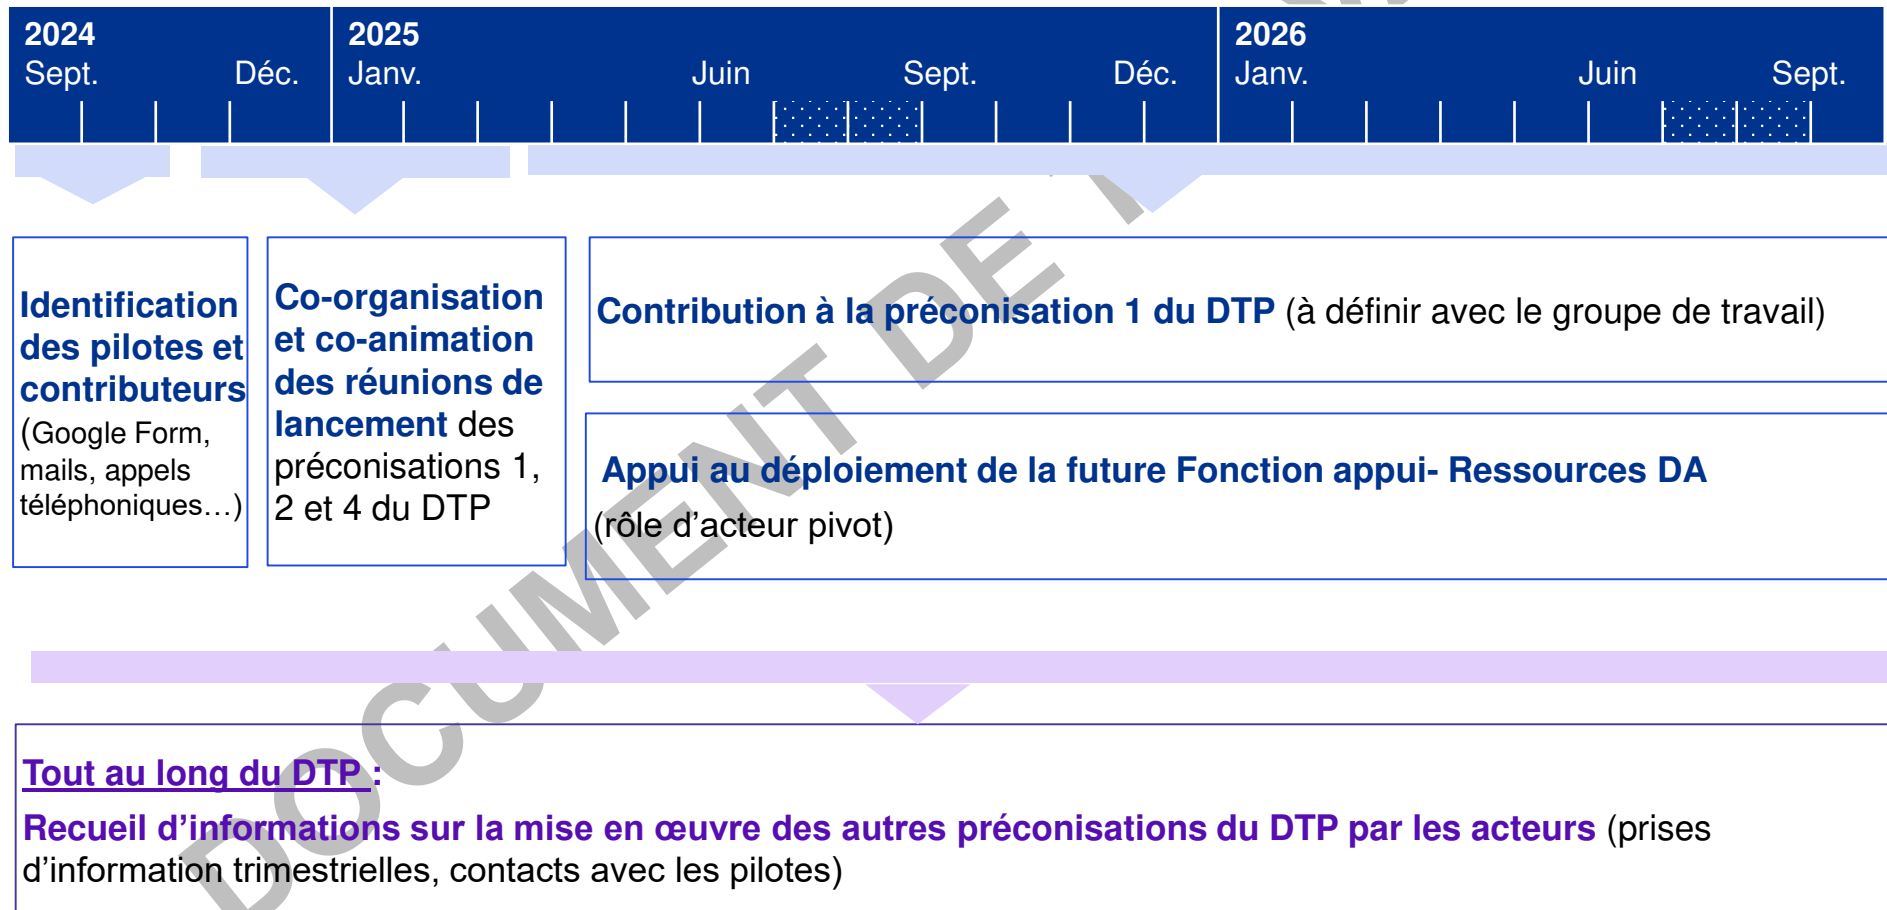 2024
2025
2026
Sept.
Déc.
Janv.
Juin
Sept.
Déc.
Janv.
Juin
Sept.
Identification
des pilotes et
contributeurs
(Google Form,
mails, appels
téléphoniques…)
Co-organisation
et co-animation
des réunions de
lancement des
préconisations 1,
2 et 4 du DTP
Contribution à la préconisation 1 du DTP (à définir avec le groupe de travail)
Appui au déploiement de la future Fonction appui- Ressources DA
(rôle d’acteur pivot)
Tout au long du DTP :
Recueil d’informations sur la mise en œuvre des autres préconisations du DTP par les acteurs (prises
d’information trimestrielles, contacts avec les pilotes)
DOCUMENT DE